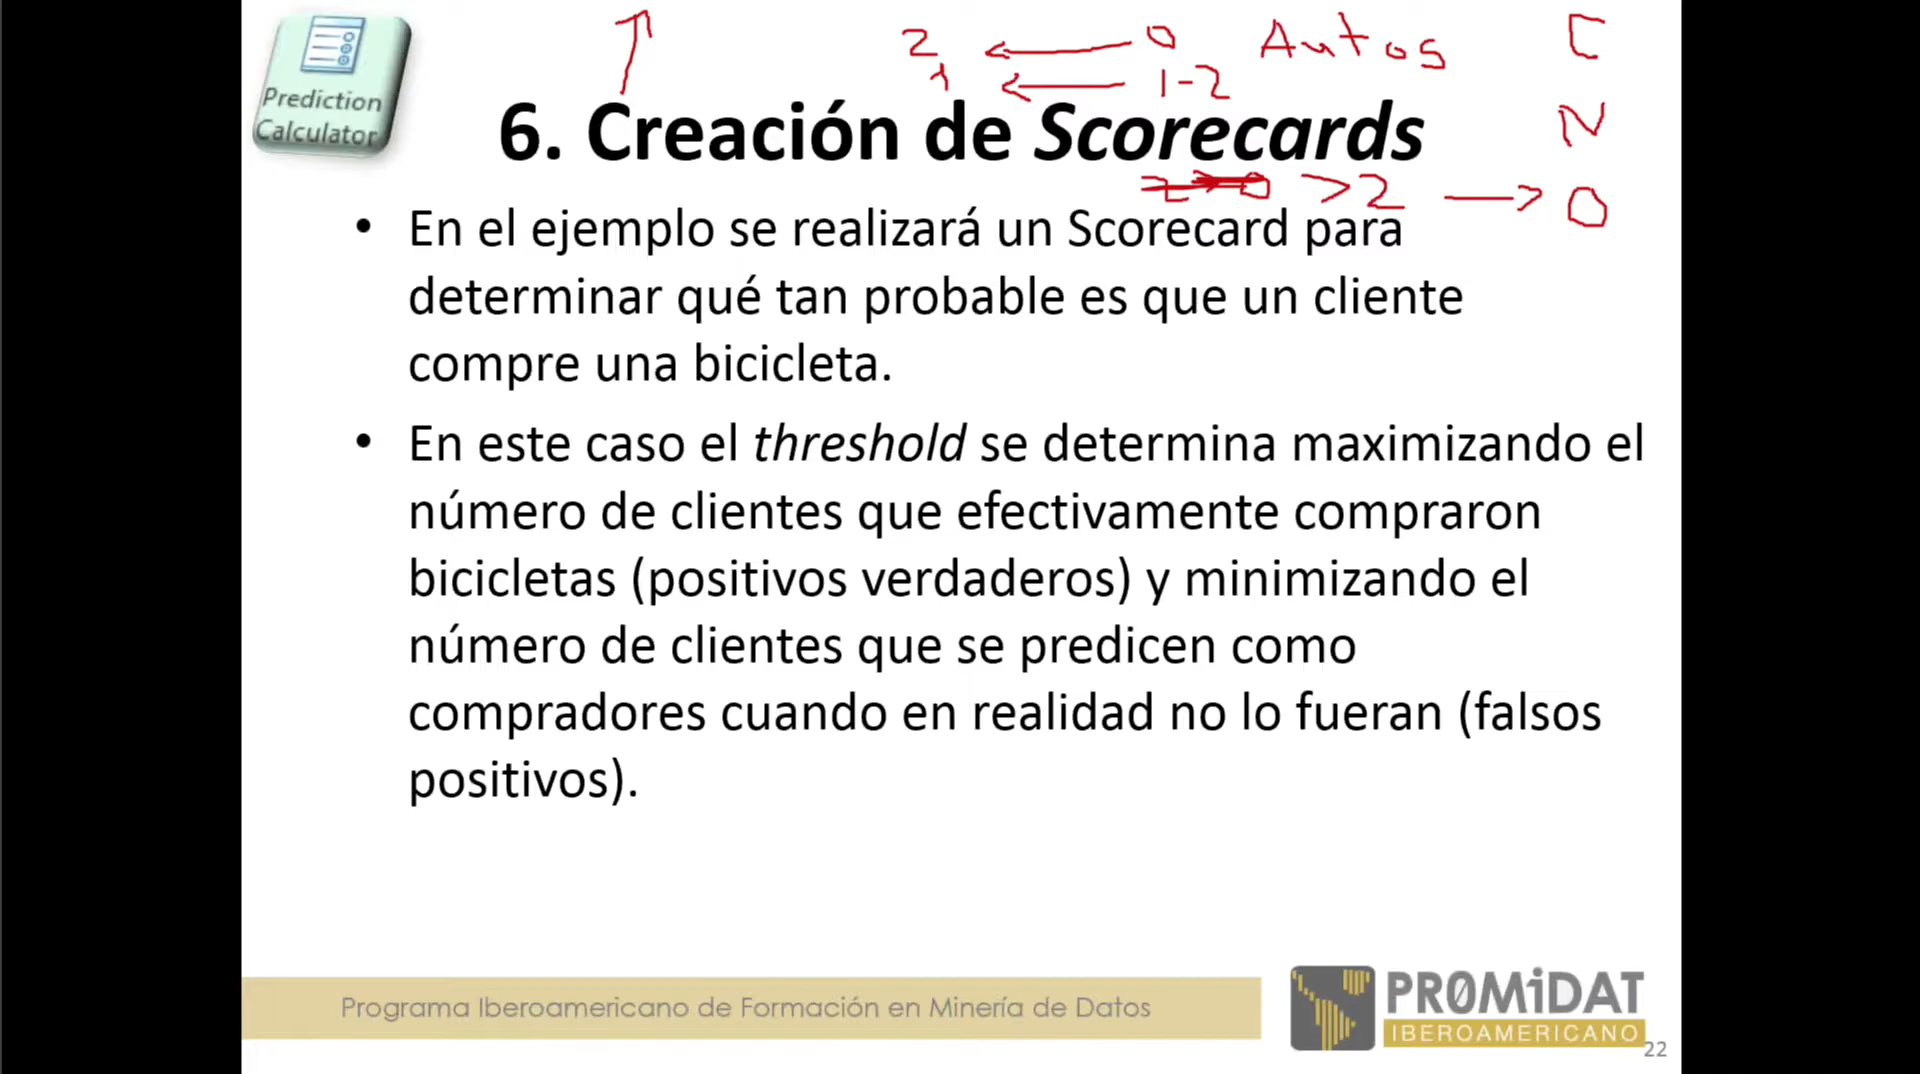 2 ← 0 Autos C
1 ← 1-2 N
Prediction
Calculator
6. Creación de Scorecards
>2 → 0
• En el ejemplo se realizará un Scorecard para
determinar qué tan probable es que un cliente
compre una bicicleta.
• En este caso el threshold se determina maximizando el
número de clientes que efectivamente compraron
bicicletas (positivos verdaderos) y minimizando el
número de clientes que se predicen como
compradores cuando en realidad no lo fueran (falsos
positivos).
Programa Iberoamericano de Formación en Minería de Datos
PR0MiDAT
IBEROAMERICANO
22